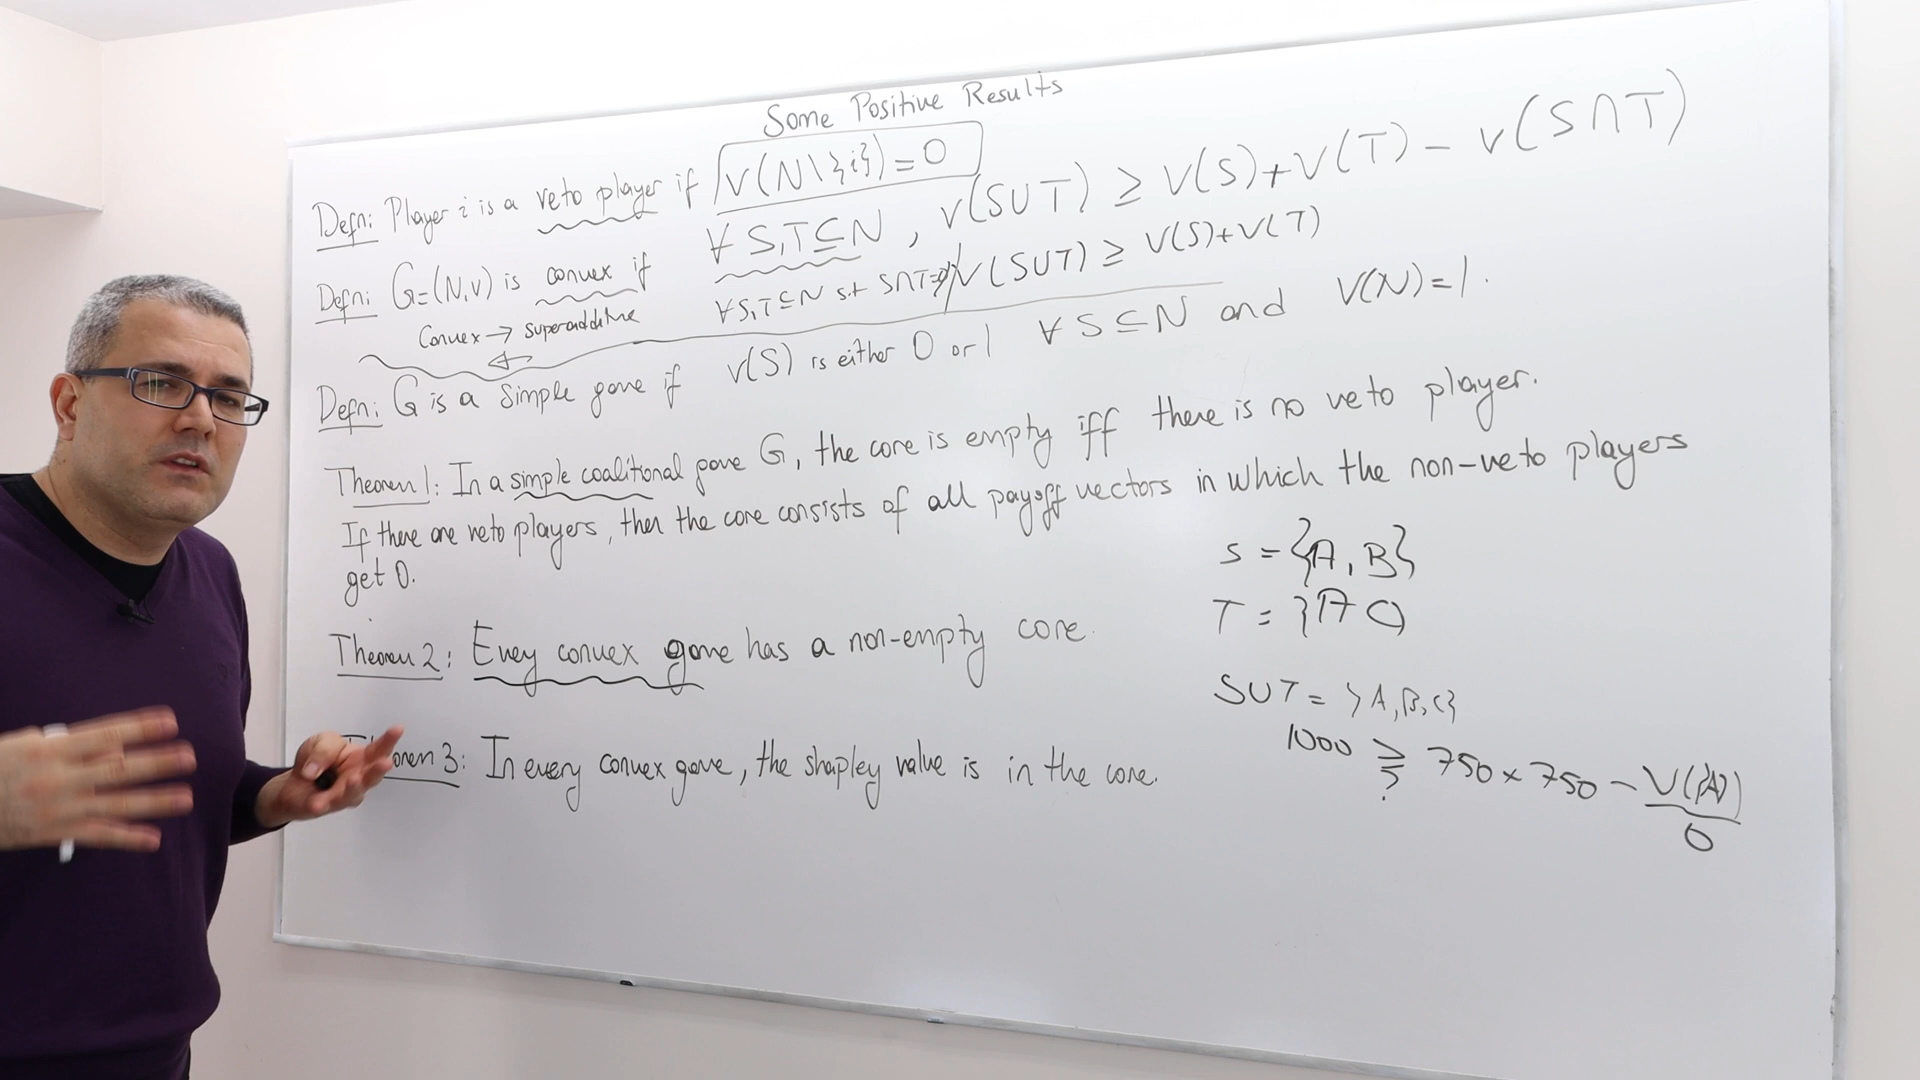 Some Positive Results
Defn: Player i is a veto player if v(N\{i})=0
Defn: G=(N,v) is convex if ∀ S,T⊆N, v(S∪T) ≥ v(S)+v(T) - v(S∩T)
Convex → superadditive ∀ S,T⊆N s.t S∩T=∅ v(S∪T) ≥ v(S)+v(T)
Defn: G is a simple game if v(S) is either 0 or 1 ∀ S⊆N and v(N)=1.
Theorem 1: In a simple coalitional game G, the core is empty iff there is no veto player.
If there are veto players, then the core consists of all payoff vectors in which the non-veto players
get 0.
Theorem 2: Every convex game has a non-empty core.
orem 3: In every convex game, the shapley value is in the core.
S = {A, B}
T = {A C}
S∪T = {A,B,C}
1000 ≥ 750 × 750 - V({A})
? 0